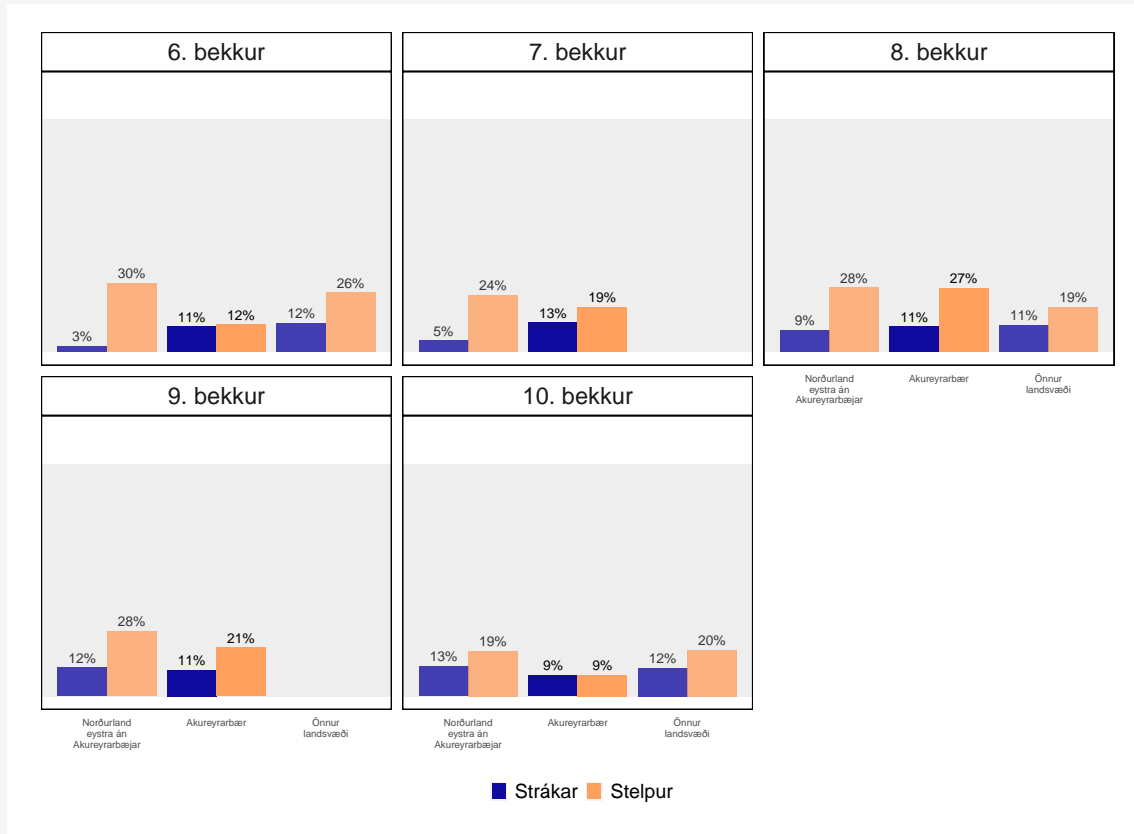 6. bekkur
7. bekkur
8. bekkur
3%
30%
11%
12%
12%
26%
5%
24%
13%
19%
9%
28%
11%
27%
11%
19%
Norðurland
eystra án
Akureyrarbæjar
Akureyrarbær
Önnur
landsvæði
9. bekkur
10. bekkur
12%
28%
11%
21%
13%
19%
9%
9%
12%
20%
Norðurland
eystra án
Akureyrarbæjar
Akureyrarbær
Önnur
landsvæði
Norðurland
eystra án
Akureyrarbæjar
Akureyrarbær
Önnur
landsvæði
Strákar
Stelpur